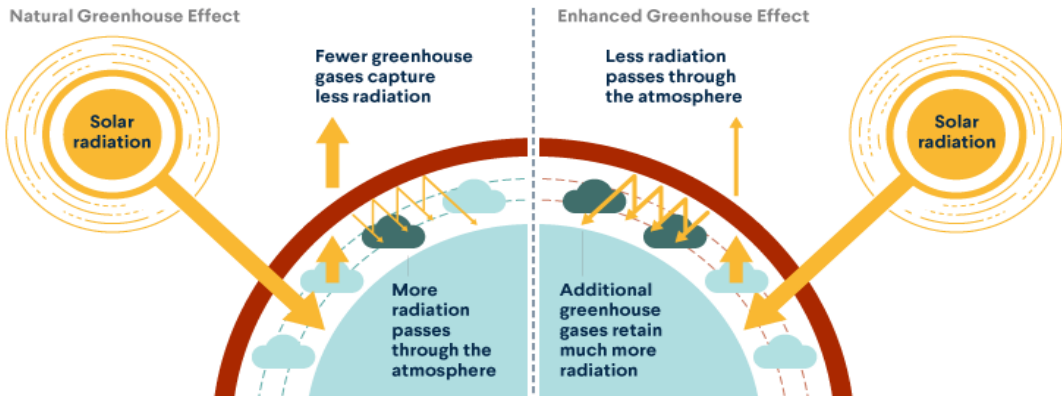 Natural Greenhouse Effect
Solar
radiation
Fewer greenhouse
gases capture
less radiation
More
radiation
passes
through the
atmosphere
Enhanced Greenhouse Effect
Less radiation
passes through
the atmosphere
Solar
radiation
Additional
greenhouse
gases retain
much more
radiation